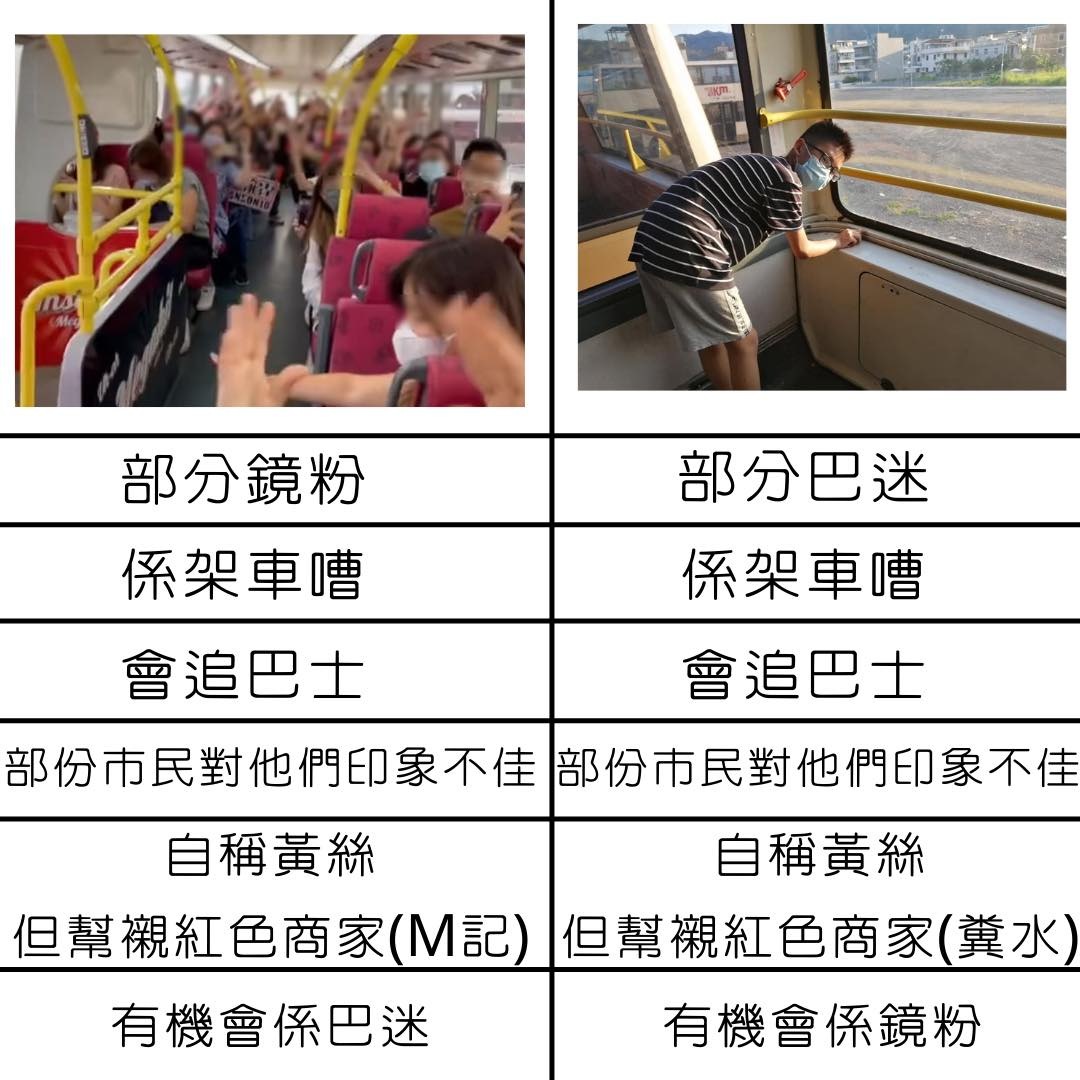 部分鏡粉
部分巴迷
係架車嘈
係架車嘈
會追巴士
會追巴士
部份市民對他們印象不佳
部份市民對他們印象不佳
自稱黃絲
但幫襯紅色商家(M記)
自稱黃絲
但幫襯紅色商家(糞水)
有機會係巴迷
有機會係鏡粉